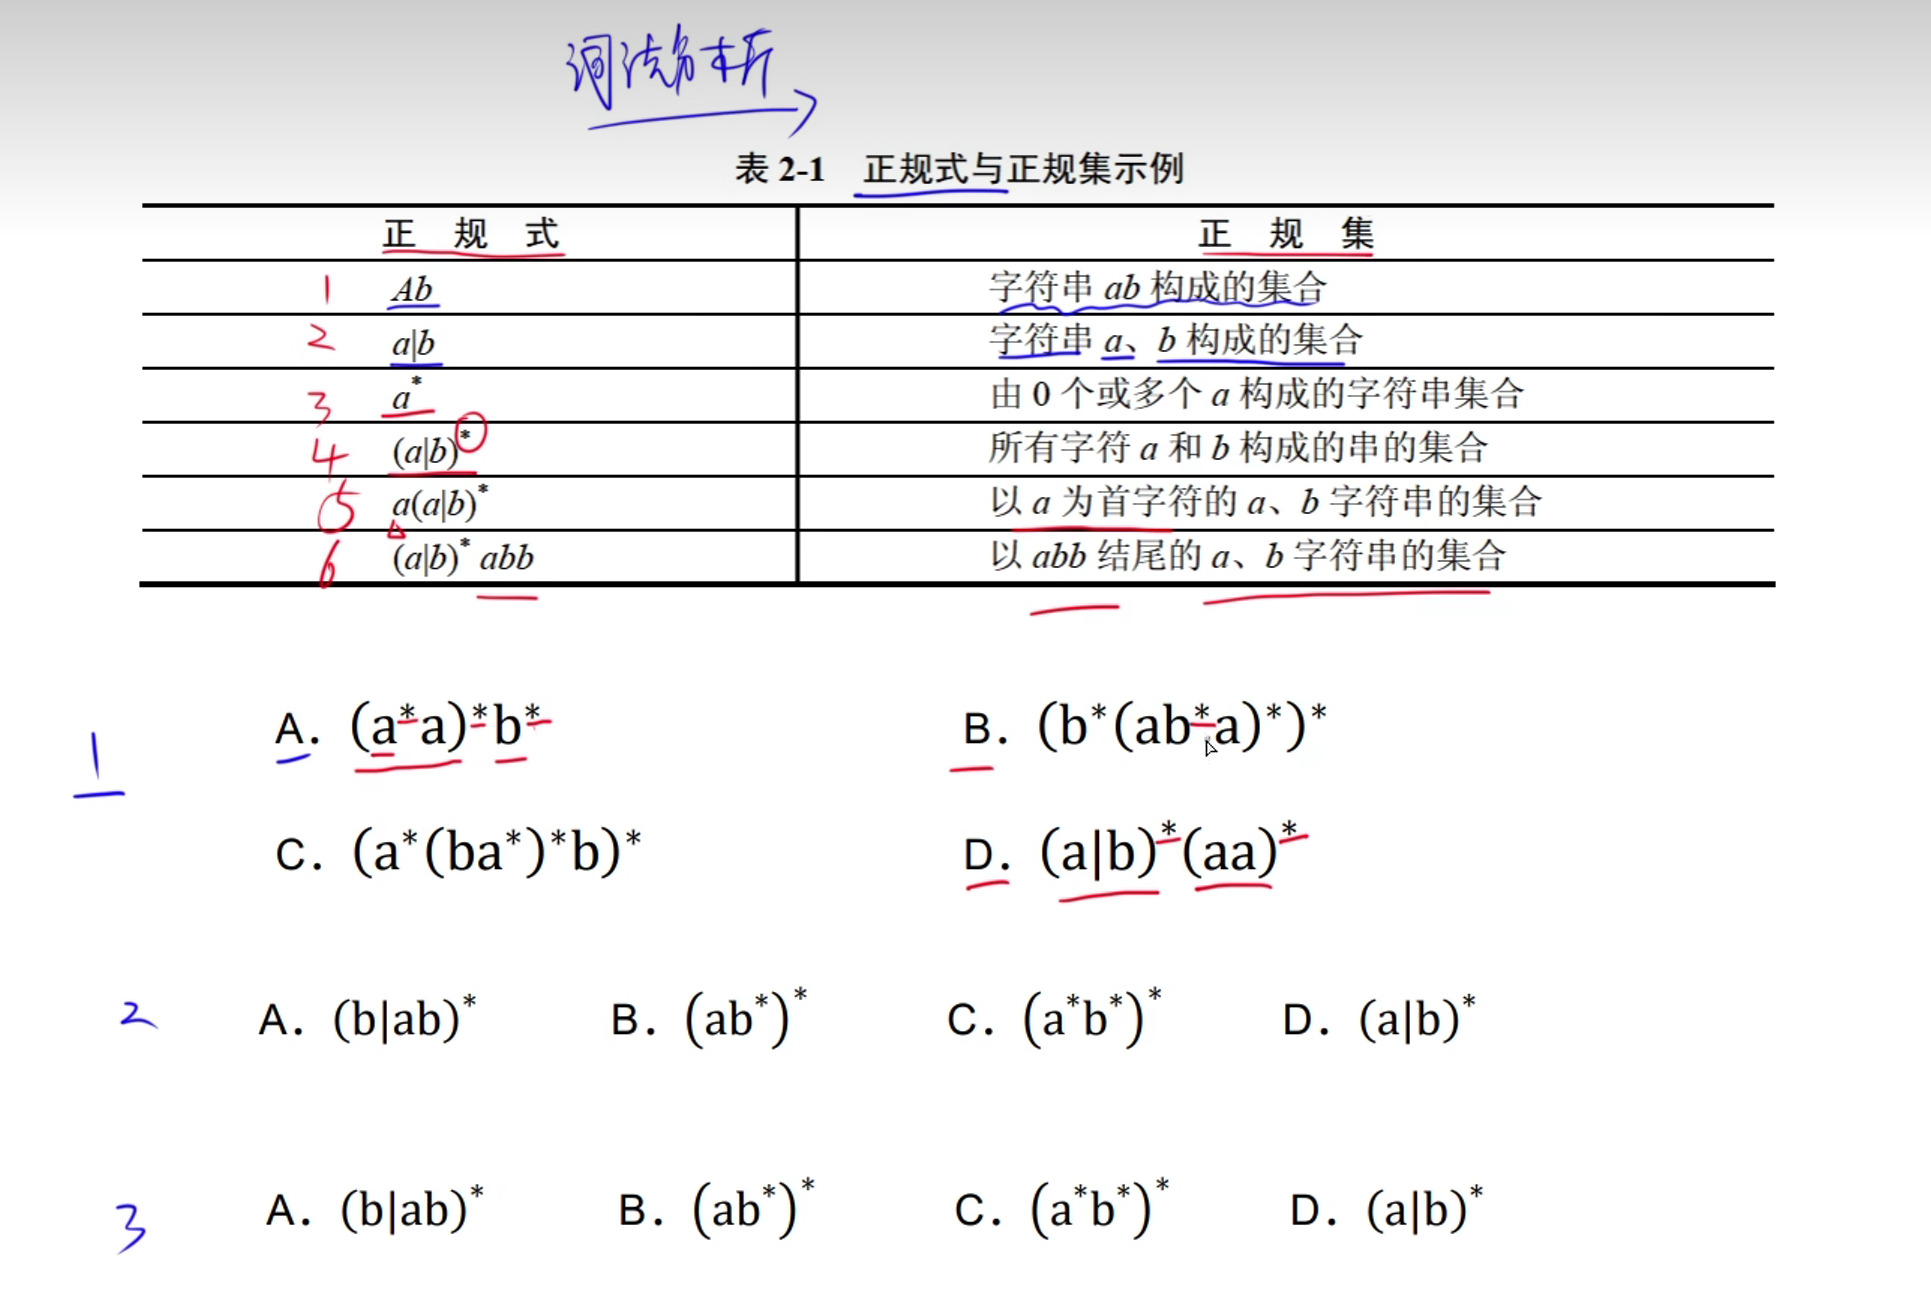 词法分析
表 2-1 正规式与正规集示例
正 规 式 正 规 集
1 Ab 字符串 ab 构成的集合
2 a|b 字符串 a、b 构成的集合
3 a* 由 0 个或多个 a 构成的字符串集合
4 (a|b)* 所有字符 a 和 b 构成的串的集合
5 a(a|b)* 以 a 为首字符的 a、b 字符串的集合
6 (a|b)* abb 以 abb 结尾的 a、b 字符串的集合
1 A. (a*a)*b* B. (b*(ab*a)*)*
C. (a*(ba*)*b)* D. (a|b)*(aa)*
2 A. (b|ab)* B. (ab*)* C. (a*b*)* D. (a|b)*
3 A. (b|ab)* B. (ab*)* C. (a*b*)* D. (a|b)*